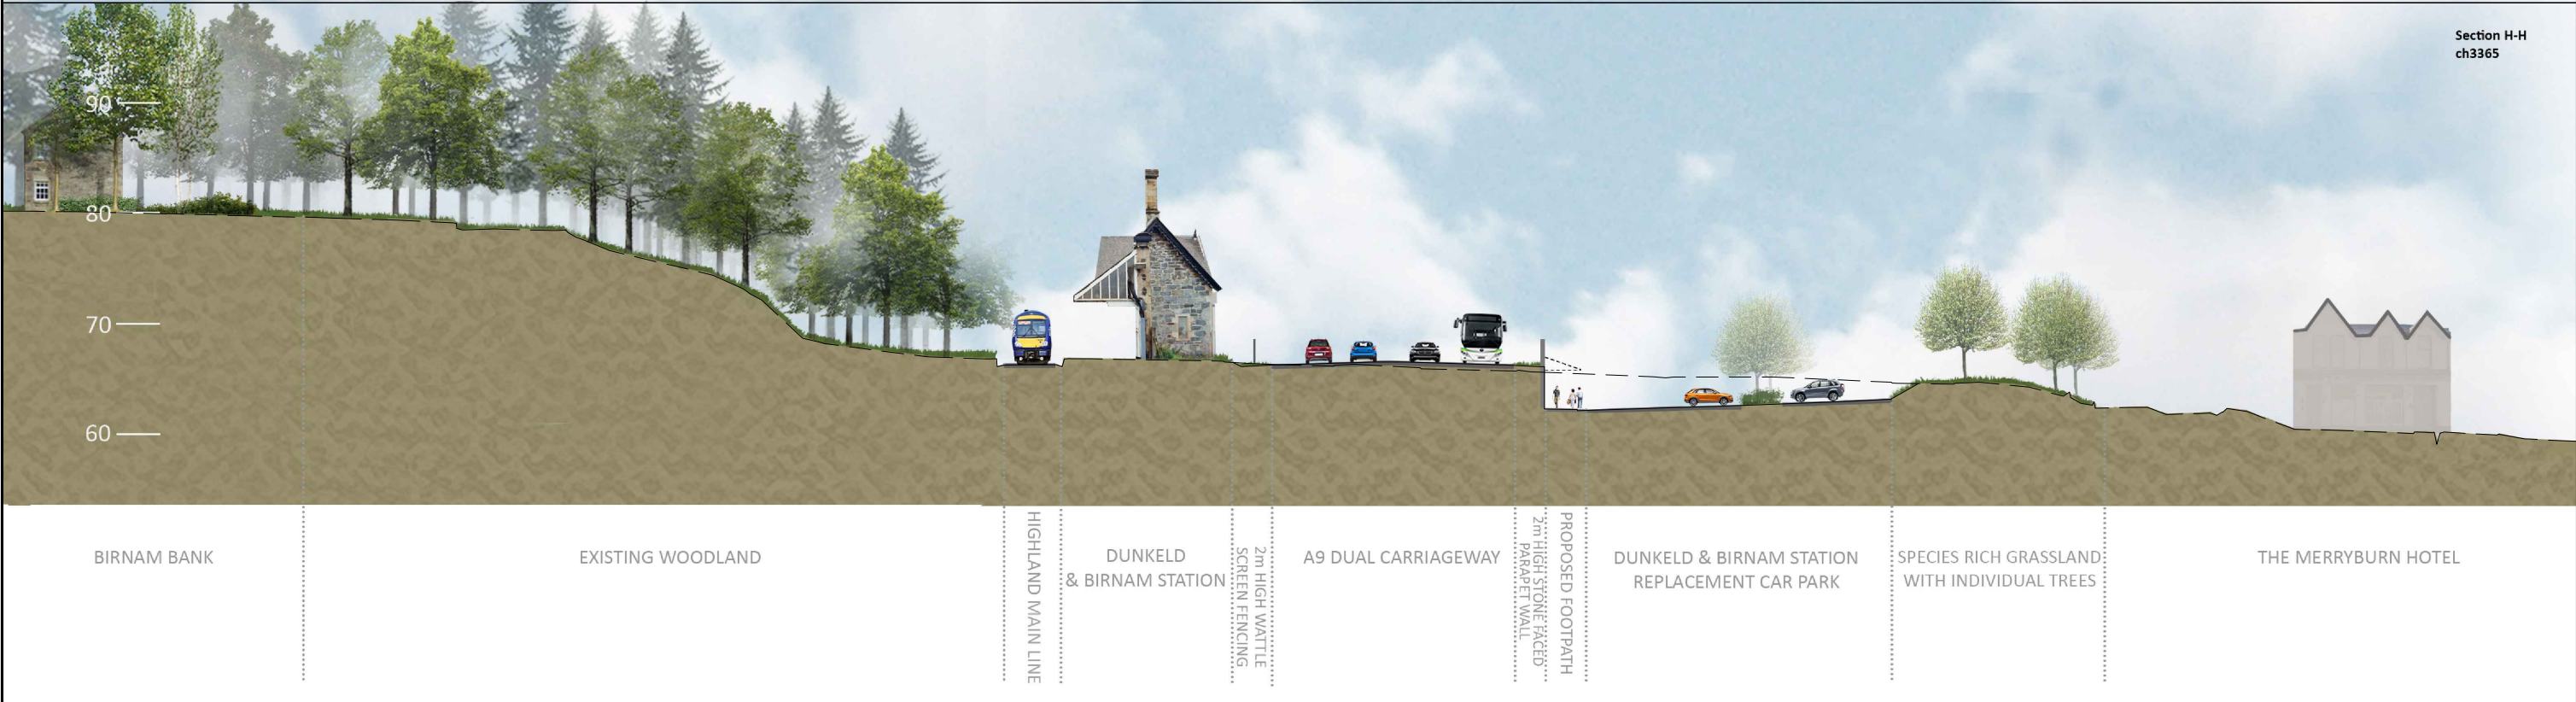 Section H-H
ch3365
90
80
70
60
BIRNAM BANK
EXISTING WOODLAND
HIGHLAND MAIN LINE
DUNKELD
& BIRNAM STATION
2m HIGH WATTLE
SCREEN FENCING
A9 DUAL CARRIAGEWAY
2m HIGH STONE FACED
PARAPET WALL
PROPOSED FOOTPATH
DUNKELD & BIRNAM STATION
REPLACEMENT CAR PARK
SPECIES RICH GRASSLAND
WITH INDIVIDUAL TREES
THE MERRYBURN HOTEL